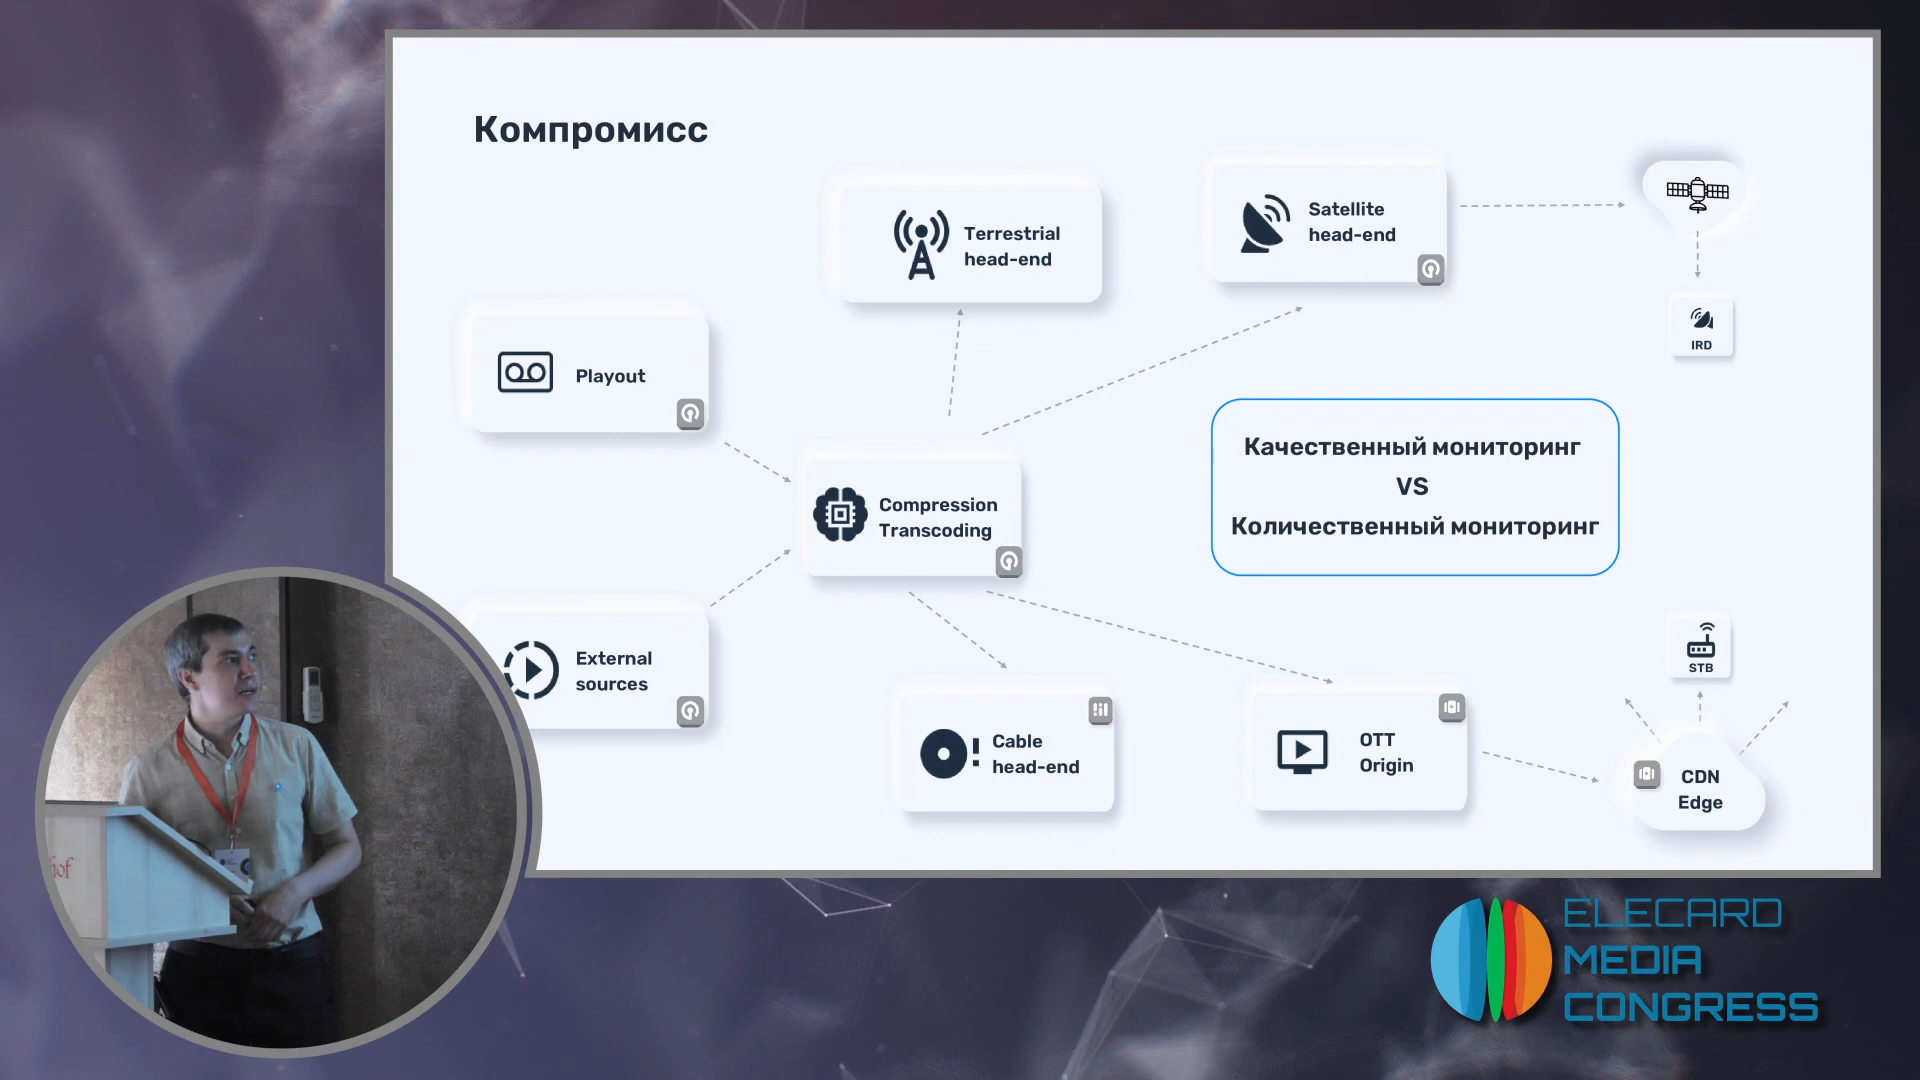 Компромисс
Terrestrial
head-end
Satellite
head-end
IRD
Playout
Качественный мониторинг
VS
Количественный мониторинг
Compression
Transcoding
External
sources
STB
Cable
head-end
OTT
Origin
CDN
Edge
ELECARD
MEDIA
CONGRESS